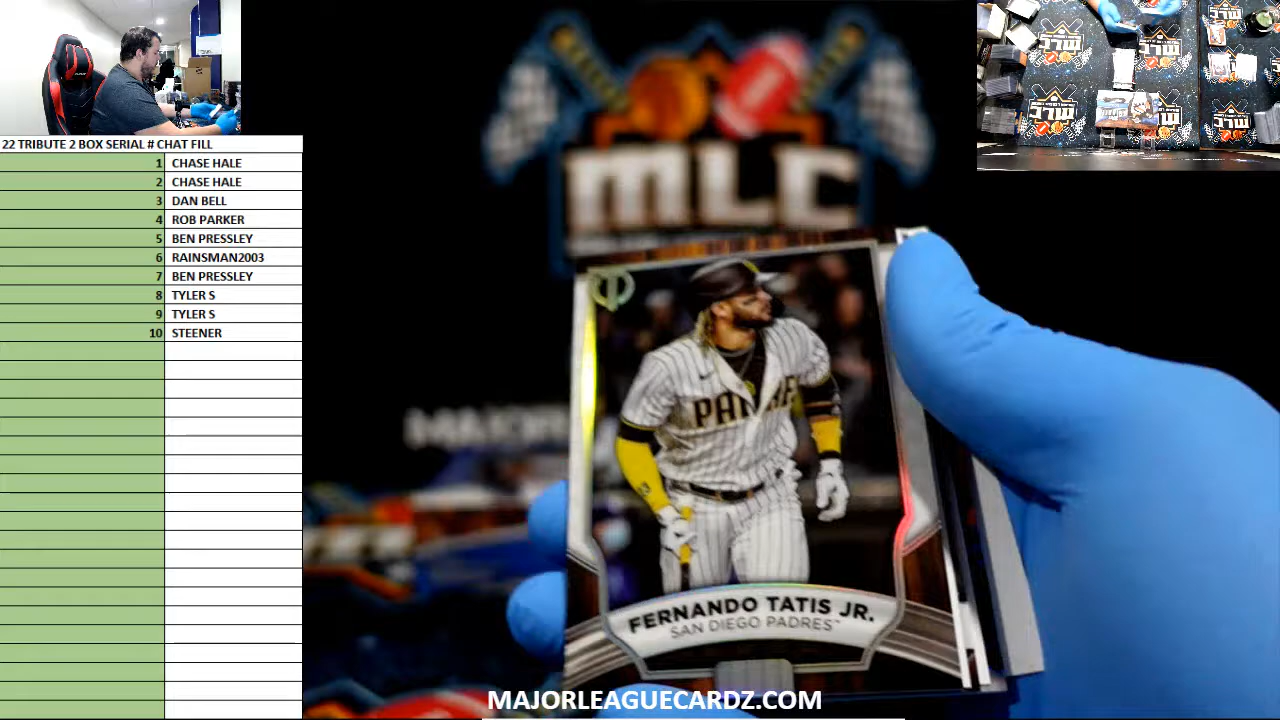 22 TRIBUTE 2 BOX SERIAL # CHAT FILL
1 CHASE HALE
2 CHASE HALE
3 DAN BELL
4 ROB PARKER
5 BEN PRESSLEY
6 RAINSMAN2003
7 BEN PRESSLEY
8 TYLER S
9 TYLER S
10 STEENER
MLC
MAJOR
FERNANDO TATIS JR.
SAN DIEGO PADRES™
MAJORLEAGUECARDZ.COM